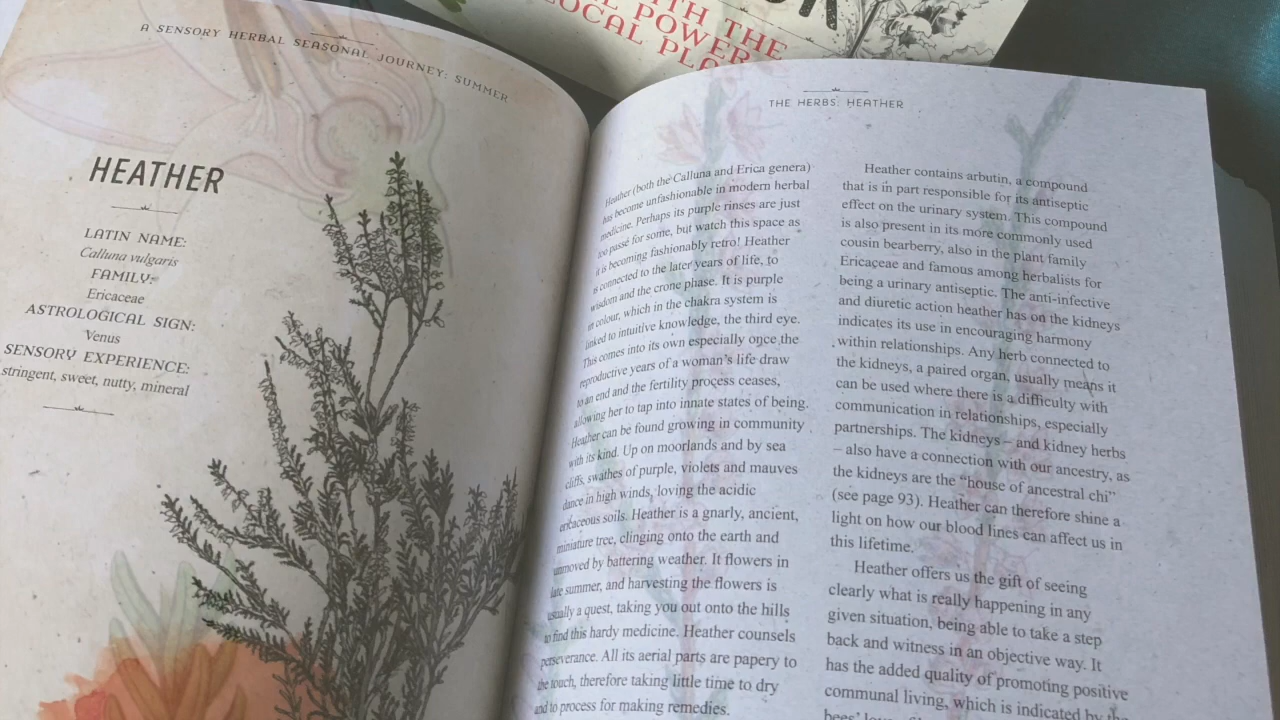 TH THE
POWER
LOCAL PLA
A SENSORY HERBAL SEASONAL JOURNEY: SUMMER
HEATHER
LATIN NAME:
Calluna vulgaris
FAMILY:
Ericaceae
ASTROLOGICAL SIGN:
Venus
SENSORY EXPERIENCE:
stringent, sweet, nutty, mineral
THE HERBS: HEATHER
Heather (both the Calluna and Erica genera)
has become unfashionable in modern herbal
medicine. Perhaps its purple rinses are just
too passé for some, but watch this space as
it is becoming fashionably retro! Heather
is connected to the later years of life, to
wisdom and the crone phase. It is purple
in colour, which in the chakra system is
linked to intuitive knowledge, the third eye.
This comes into its own especially once the
reproductive years of a woman's life draw
to an end and the fertility process ceases,
allowing her to tap into innate states of being.
Heather can be found growing in community
with its kind. Up on moorlands and by sea
cliffs, swathes of purple, violets and mauves
dance in high winds, loving the acidic
ericaceous soils. Heather is a gnarly, ancient,
miniature tree, clinging onto the earth and
unmoved by battering weather. It flowers in
late summer, and harvesting the flowers is
usually a quest, taking you out onto the hills
to find this hardy medicine. Heather counsels
perseverance. All its aerial parts are papery to
the touch, therefore taking little time to dry
and to process for making remedies.
Heather contains arbutin, a compound
that is in part responsible for its antiseptic
effect on the urinary system. This compound
is also present in its more commonly used
cousin bearberry, also in the plant family
Ericaceae and famous among herbalists for
being a urinary antiseptic. The anti-infective
and diuretic action heather has on the kidneys
indicates its use in encouraging harmony
within relationships. Any herb connected to
the kidneys, a paired organ, usually means it
can be used where there is a difficulty with
communication in relationships, especially
partnerships. The kidneys – and kidney herbs
– also have a connection with our ancestry, as
the kidneys are the “house of ancestral chi”
(see page 93). Heather can therefore shine a
light on how our blood lines can affect us in
this lifetime.
Heather offers us the gift of seeing
clearly what is really happening in any
given situation, being able to take a step
back and witness in an objective way. It
has the added quality of promoting positive
communal living, which is indicated by the
bees'